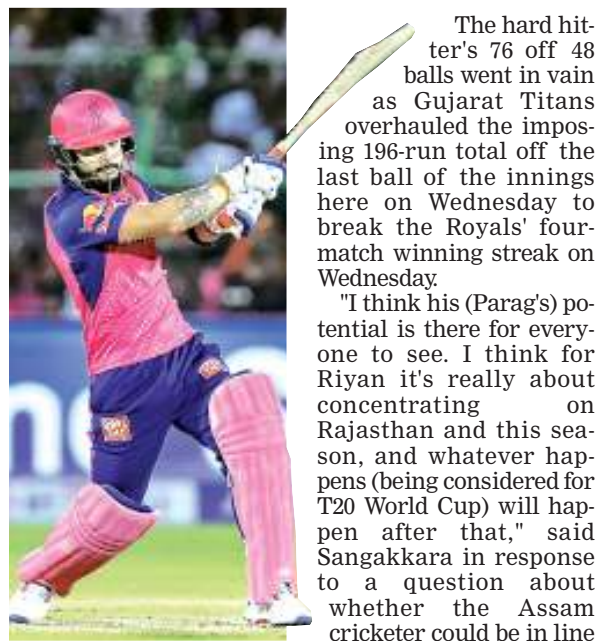 The hard hit-
ter's 76 off 48
balls went in vain
as Gujarat Titans
overhauled the impos-
ing 196-run total off the
last ball of the innings
here on Wednesday to
break the Royals' four-
match winning streak on
Wednesday.
"I think his (Parag's) po-
tential is there for every-
one to see. I think for
Riyan it's really about
concentrating on
Rajasthan and this sea-
son, and whatever hap-
pens (being considered for
T20 World Cup) will hap-
pen after that," said
Sangakkara in response
to a question about
whether the Assam
cricketer could be in line